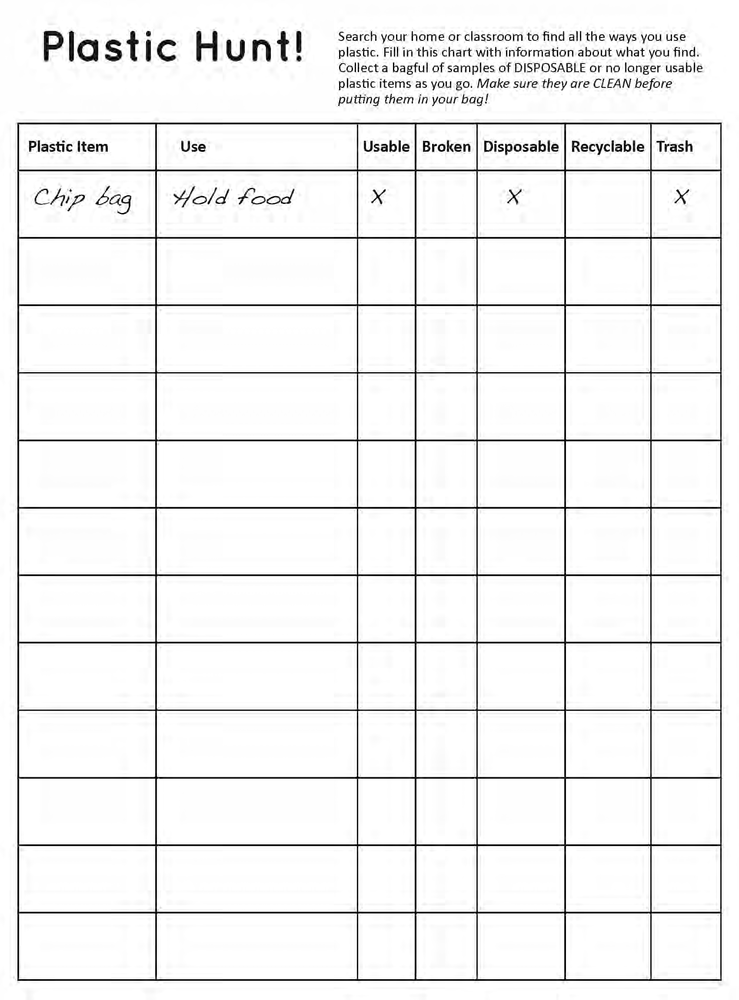 Plastic Hunt!
Search your home or classroom to find all the ways you use
plastic. Fill in this chart with information about what you find.
Collect a bagful of samples of DISPOSABLE or no longer usable
plastic items as you go. Make sure they are CLEAN before
putting them in your bag!
Plastic Item Use Usable Broken Disposable Recyclable Trash
Chip bag Hold food X X X